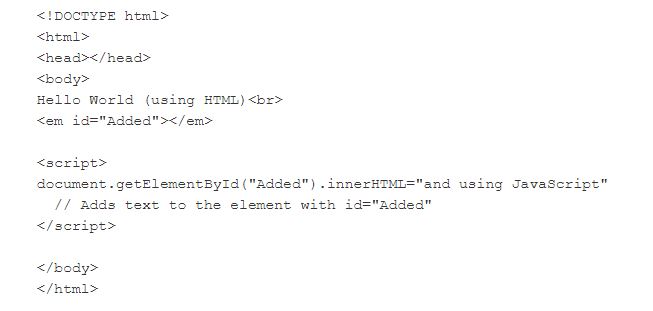 <!DOCTYPE html>
<html>
<head></head>
<body>
Hello World (using HTML)<br>
<em id="Added"></em>
<script>
document.getElementById("Added").innerHTML="and using JavaScript"
// Adds text to the element with id="Added"
</script>
</body>
</html>